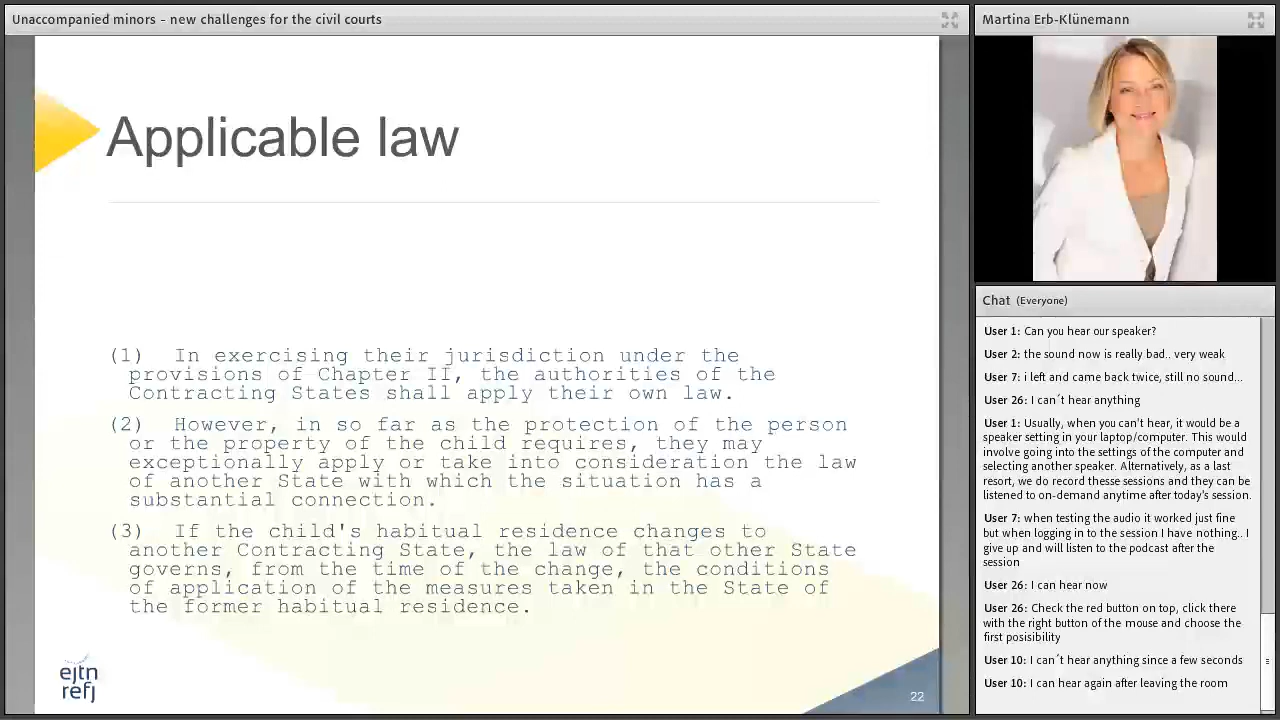 Unaccompanied minors - new challenges for the civil courts
Applicable law
(1) In exercising their jurisdiction under the
provisions of Chapter II, the authorities of the
Contracting States shall apply their own law.
(2) However, in so far as the protection of the person
or the property of the child requires, they may
exceptionally apply or take into consideration the law
of another State with which the situation has a
substantial connection.
(3) If the child's habitual residence changes to
another Contracting State, the law of that other State
governs, from the time of the change, the conditions
of application of the measures taken in the State of
the former habitual residence.
ejtn
refj
22
Martina Erb-Klünemann
Chat (Everyone)
User 1: Can you hear our speaker?
User 2: the sound now is really bad.. very weak
User 7: i left and came back twice, still no sound...
User 26: I can´t hear anything
User 1: Usually, when you can't hear, it would be a
speaker setting in your laptop/computer. This would
involve going into the settings of the computer and
selecting another speaker. Alternatively, as a last
resort, we do record thesse sessions and they can be
listened to on-demand anytime after today's session.
User 7: when testing the audio it worked just fine
but when logging in to the session I have nothing.. I
give up and will listen to the podcast after the
session
User 26: I can hear now
User 26: Check the red button on top, click there
with the right button of the mouse and choose the
first posisibility
User 10: I can´t hear anything since a few seconds
User 10: I can hear again after leaving the room